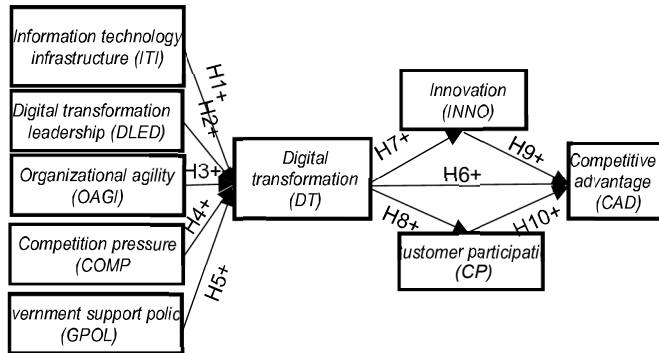 Information technology
infrastructure (ITI)
H1+
Digital transformation
leadership (DLED)
H2+
Organizational agility
(OAGI)
H3+
Competition pressure
(COMP
H4+
vernment support polic
(GPOL)
H5+
Digital
transformation
(DT)
H7+
H6+
H8+
Innovation
(INNO)
ustomer participati
(CP)
H9+
H10+
Competitive
advantage
(CAD)